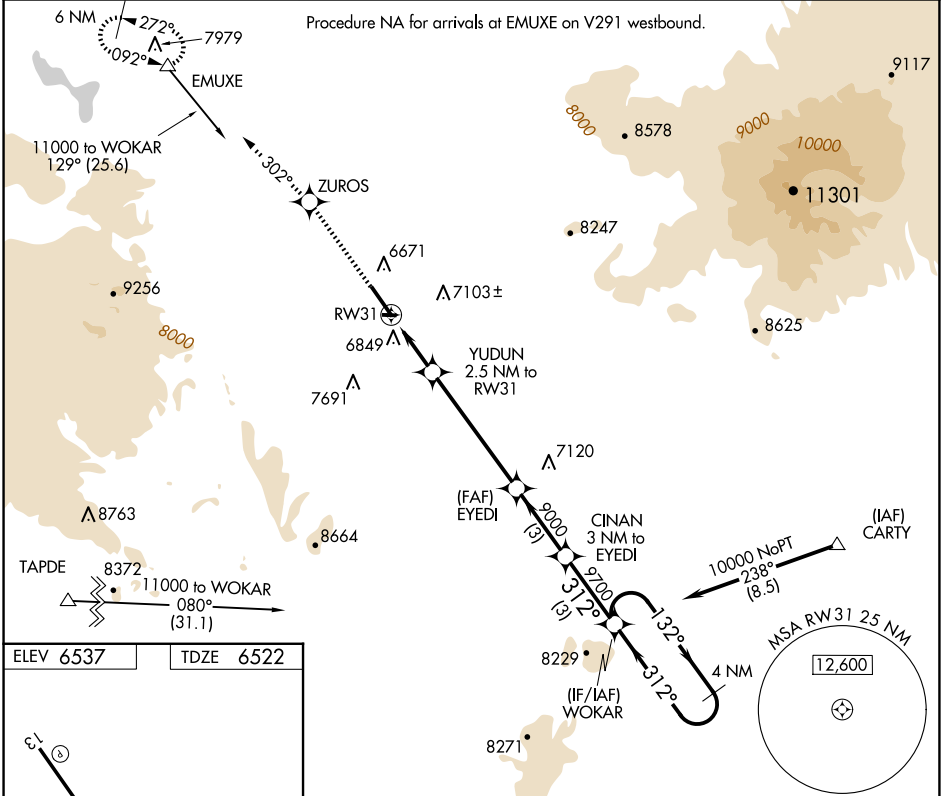 Procedure NA for arrivals at EMUXE on V291 westbound.
6 NM
272°
092°
7979
EMUXE
11000 to WOKAR
129° (25.6)
302°
ZUROS
9117
8000
8578
9000
10000
11301
8247
8625
6671
7103±
RW31
6849
7691
YUDUN
2.5 NM to
RW31
9256
8000
7120
(FAF)
EYEDI
9000
(3)
CINAN
3 NM to
EYEDI
9700
312°
(3)
(IAF)
CARTY
10000 NoPT
238°
(8.5)
8763
8664
TAPDE
8372
11000 to WOKAR
080°
(31.1)
132°
312°
4 NM
8229
(IF/IAF)
WOKAR
8271
MSA RW31 25 NM
12,600
ELEV 6537
TDZE 6522
13
P